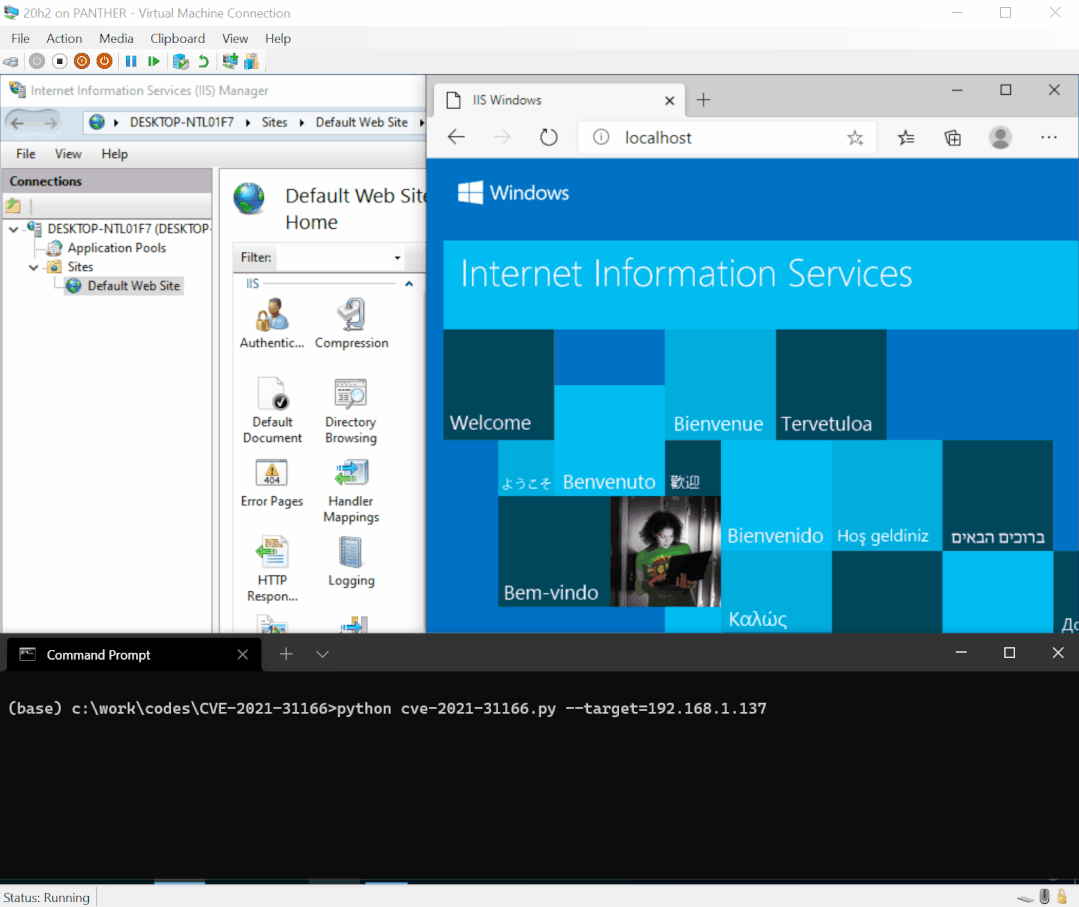 20h2 on PANTHER - Virtual Machine Connection
File Action Media Clipboard View Help
Internet Information Services (IIS) Manager
DESKTOP-NTL01F7 Sites Default Web Site
File View Help
Connections
DESKTOP-NTL01F7 (DESKTOP-
Application Pools
Sites
Default Web Site
Default Web Site
Home
Filter:
IIS
Authentic...
Compression
Default
Document
Directory
Browsing
404
Error Pages
Handler
Mappings
HTTP
Respon...
Logging
IIS Windows
localhost
Windows
Internet Information Services
Welcome
Bienvenue
Tervetuloa
ようこそ
Benvenuto
歡迎
Bienvenido
Hoş geldiniz
ברוכים הבאים
Bem-vindo
Καλώς
Command Prompt
(base) c:\work\codes\CVE-2021-31166>python cve-2021-31166.py --target=192.168.1.137
Status: Running